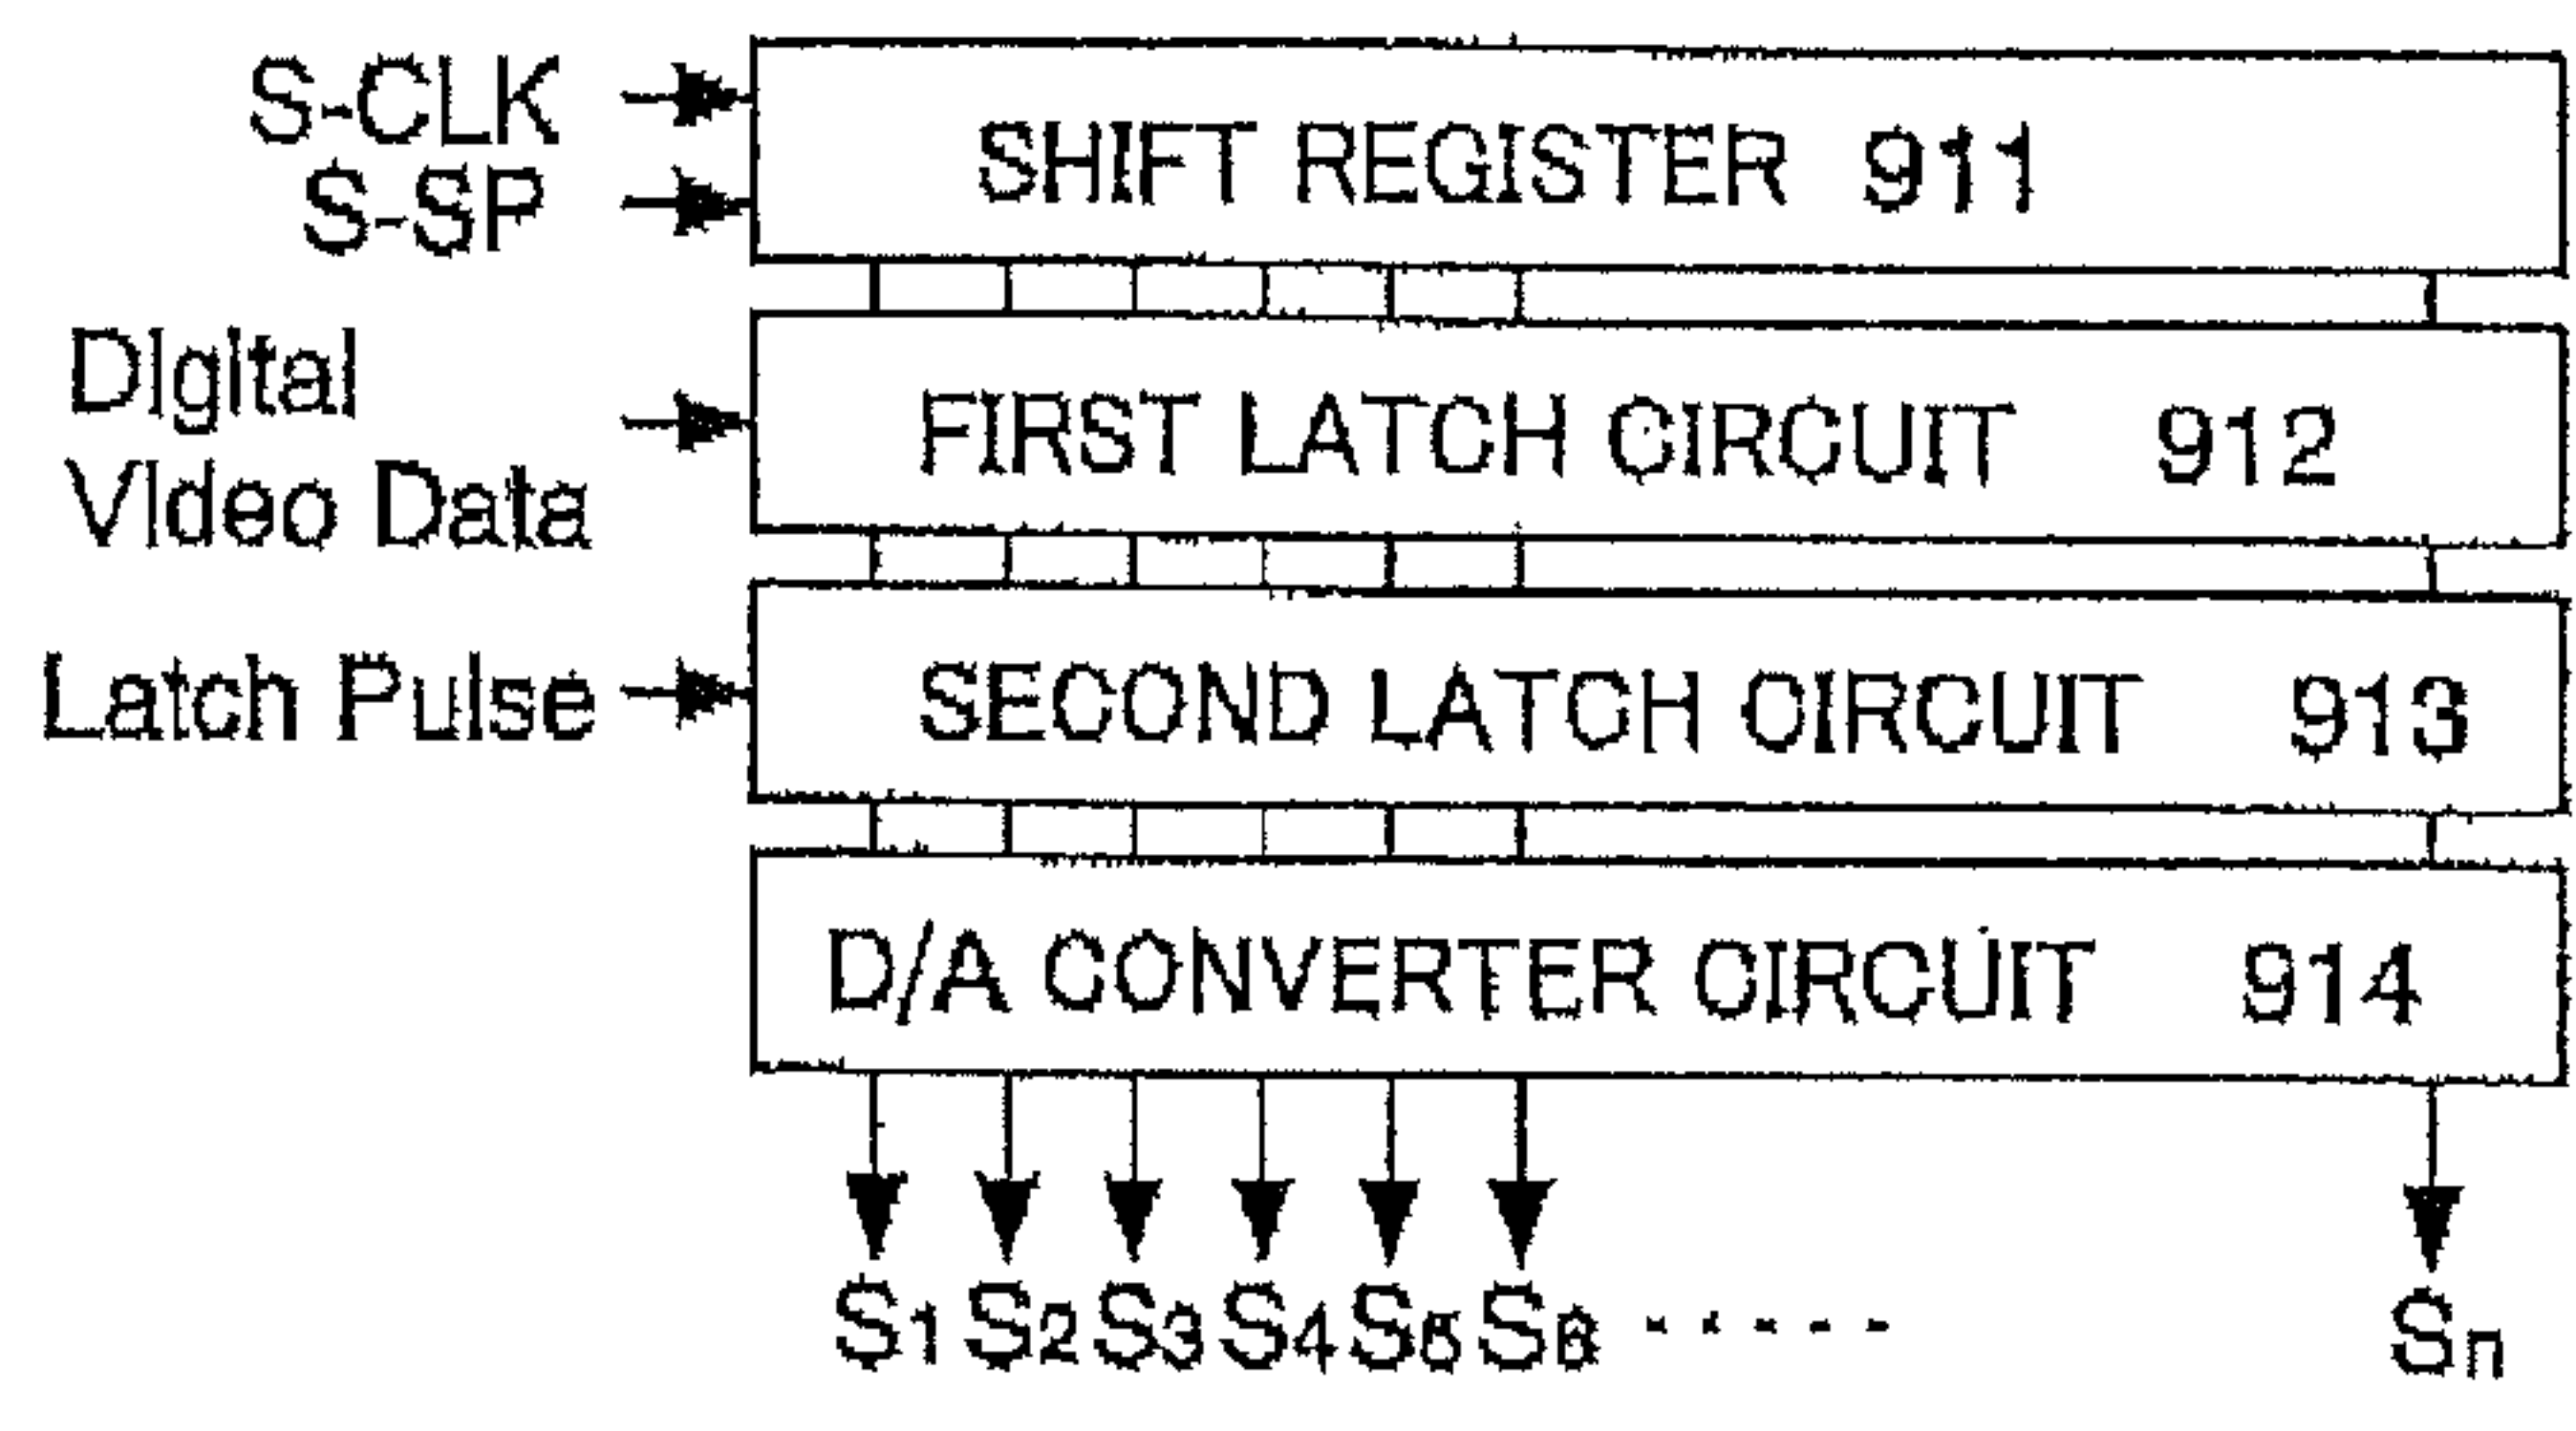 S-CLK
S-SP
SHIFT REGISTER 911
Digital
Video Data
FIRST LATCH CIRCUIT 912
Latch Pulse
SECOND LATCH CIRCUIT 913
D/A CONVERTER CIRCUIT 914
S1 S2 S3 S4 S5 S6 ····· Sn